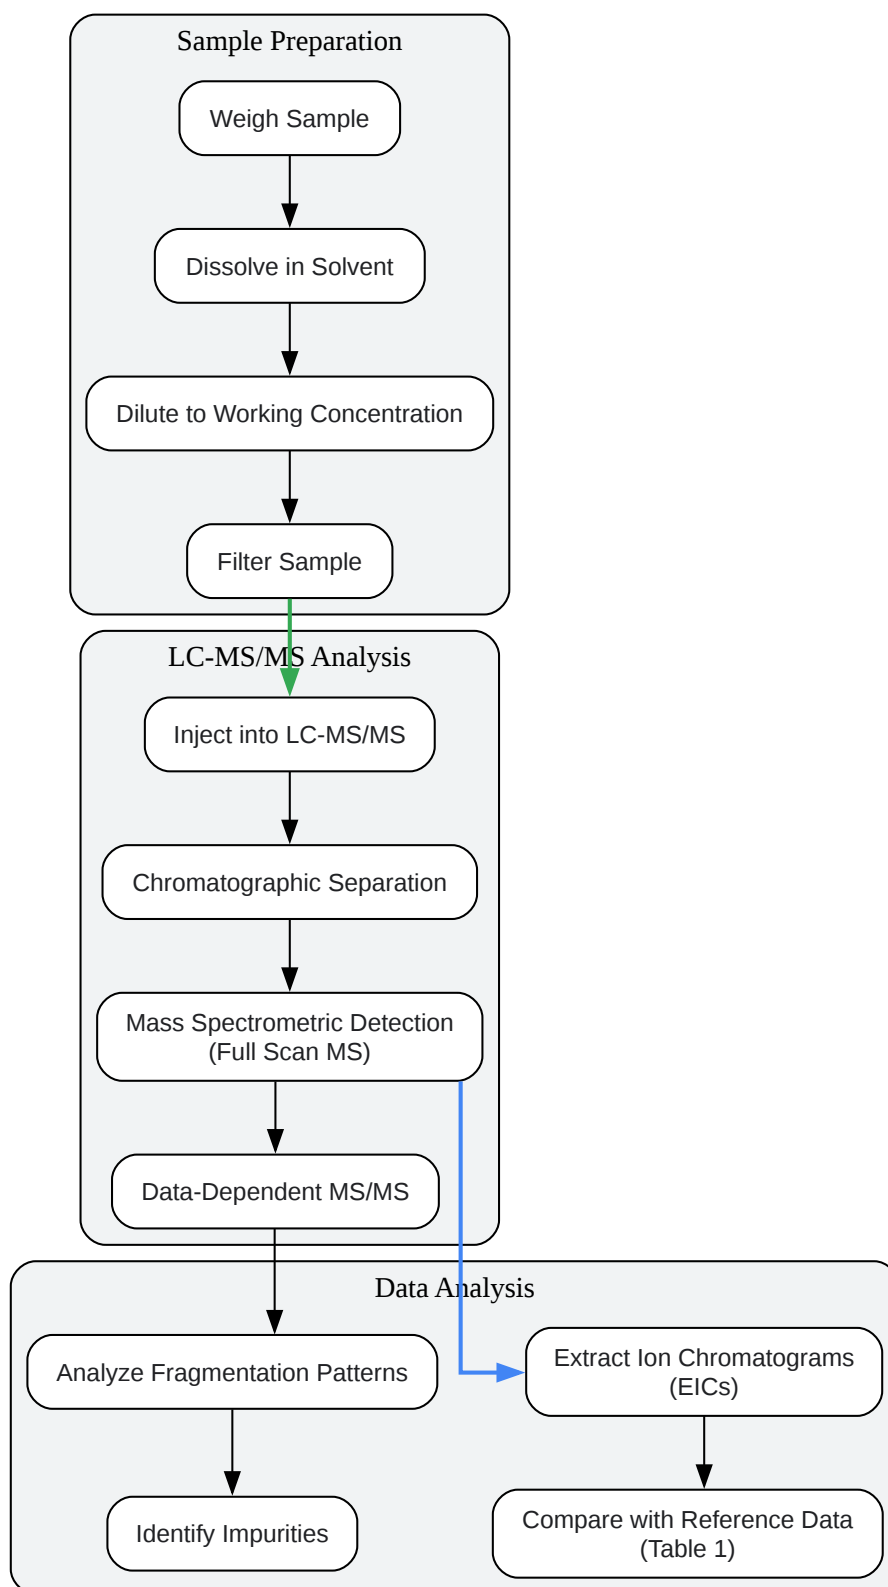 Sample Preparation
Weigh Sample
Dissolve in Solvent
Dilute to Working Concentration
Filter Sample
LC-MS/MS Analysis
Inject into LC-MS/MS
Chromatographic Separation
Mass Spectrometric Detection
(Full Scan MS)
Data-Dependent MS/MS
Data Analysis
Analyze Fragmentation Patterns
Identify Impurities
Extract Ion Chromatograms
(EICs)
Compare with Reference Data
(Table 1)